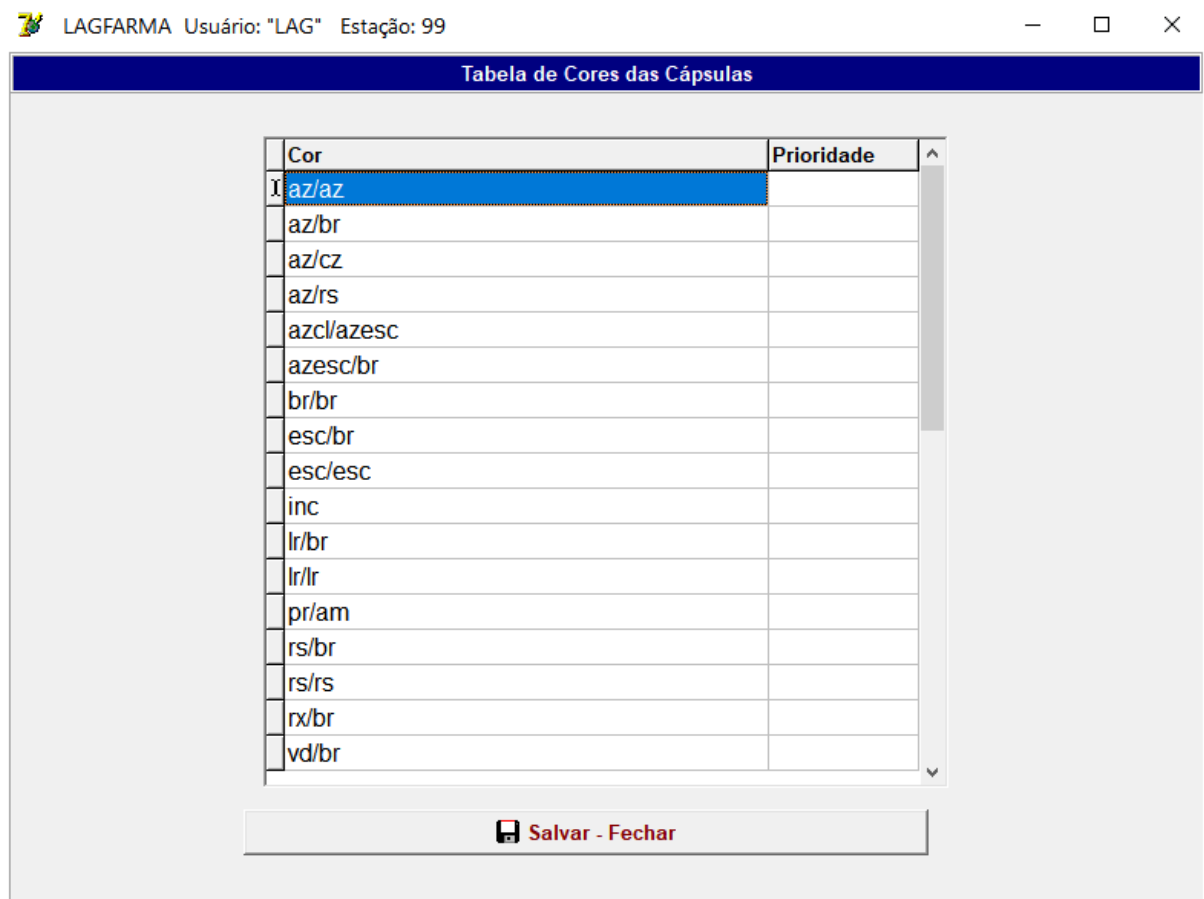 LAGFARMA Usuário: "LAG" Estação: 99
Tabela de Cores das Cápsulas
Cor Prioridade
az/az
az/br
az/cz
az/rs
azcl/azesc
azesc/br
br/br
esc/br
esc/esc
inc
lr/br
lr/lr
pr/am
rs/br
rs/rs
rx/br
vd/br
Salvar - Fechar